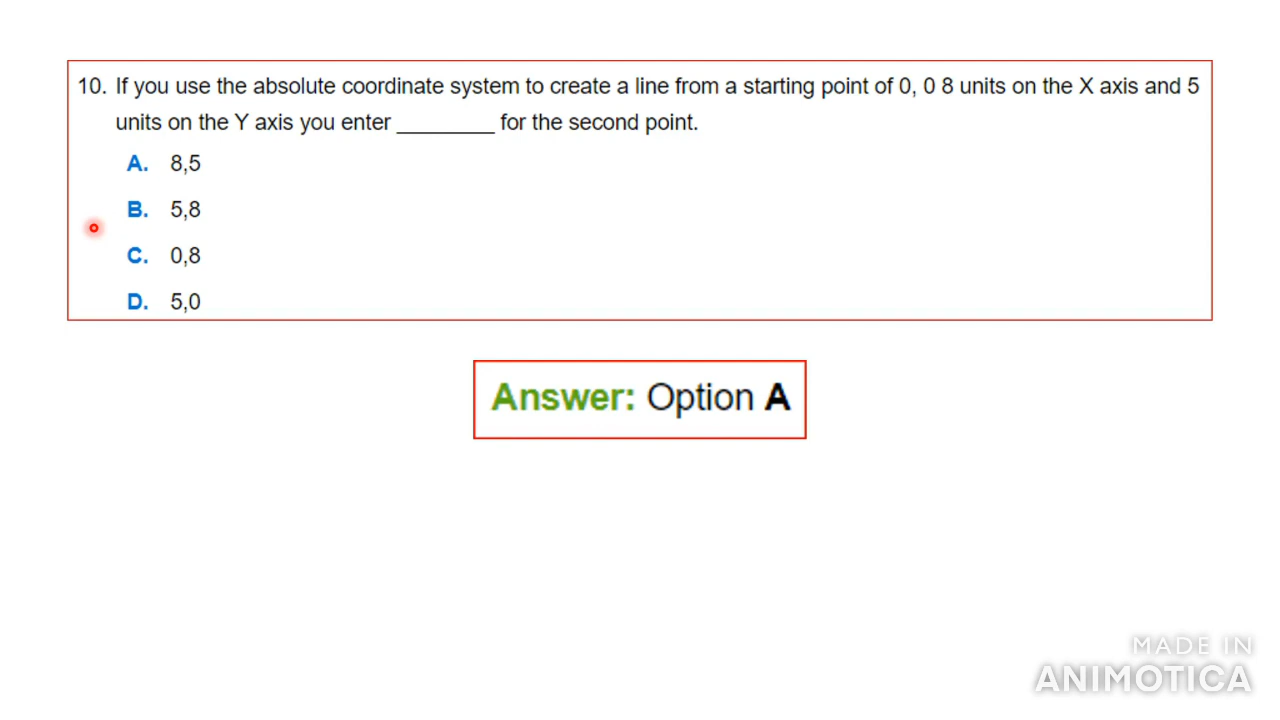 10. If you use the absolute coordinate system to create a line from a starting point of 0, 0 8 units on the X axis and 5
units on the Y axis you enter ________ for the second point.
A. 8,5
B. 5,8
C. 0,8
D. 5,0
Answer: Option A
MADE IN
ANIMOTICA